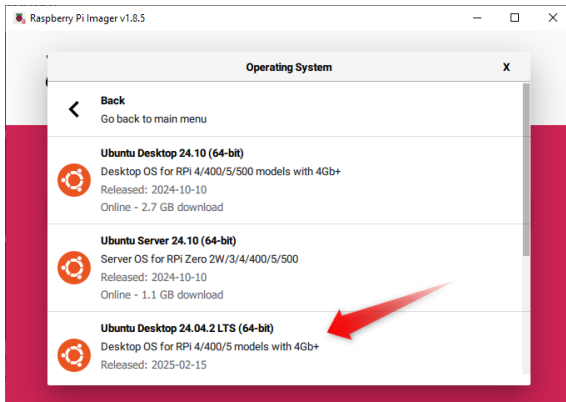 Raspberry Pi Imager v1.8.5
Operating System
X
Back
Go back to main menu
Ubuntu Desktop 24.10 (64-bit)
Desktop OS for RPi 4/400/5/500 models with 4Gb+
Released: 2024-10-10
Online - 2.7 GB download
Ubuntu Server 24.10 (64-bit)
Server OS for RPi Zero 2W/3/4/400/5/500
Released: 2024-10-10
Online - 1.1 GB download
Ubuntu Desktop 24.04.2 LTS (64-bit)
Desktop OS for RPi 4/400/5 models with 4Gb+
Released: 2025-02-15